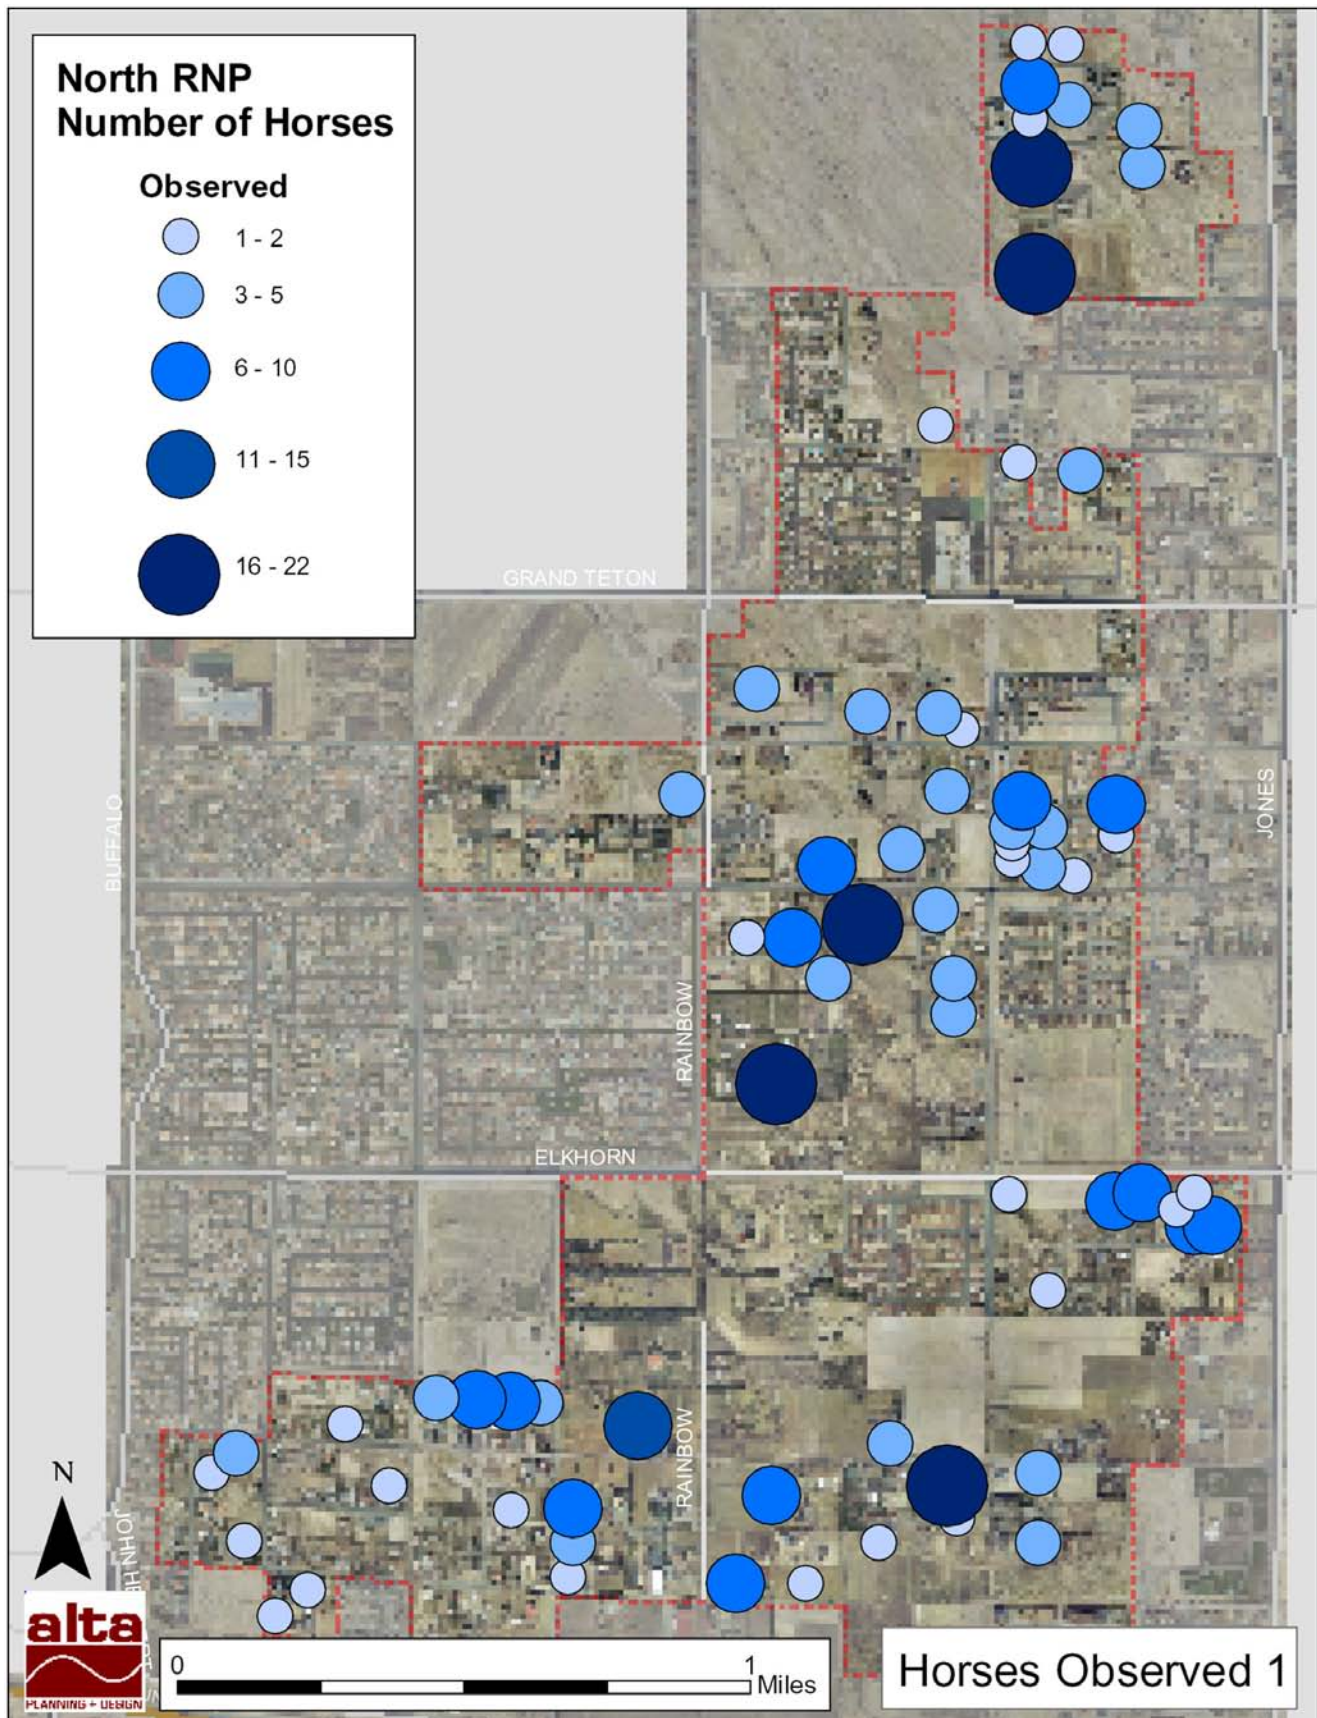 North RNP
Number of Horses
Observed
1 - 2
3 - 5
6 - 10
11 - 15
16 - 22
GRAND TETON
BUFFALO
JONES
RAINBOW
ELKHORN
RAINBOW
N
alta
PLANNING + DESIGN
0
1
Miles
Horses Observed 1